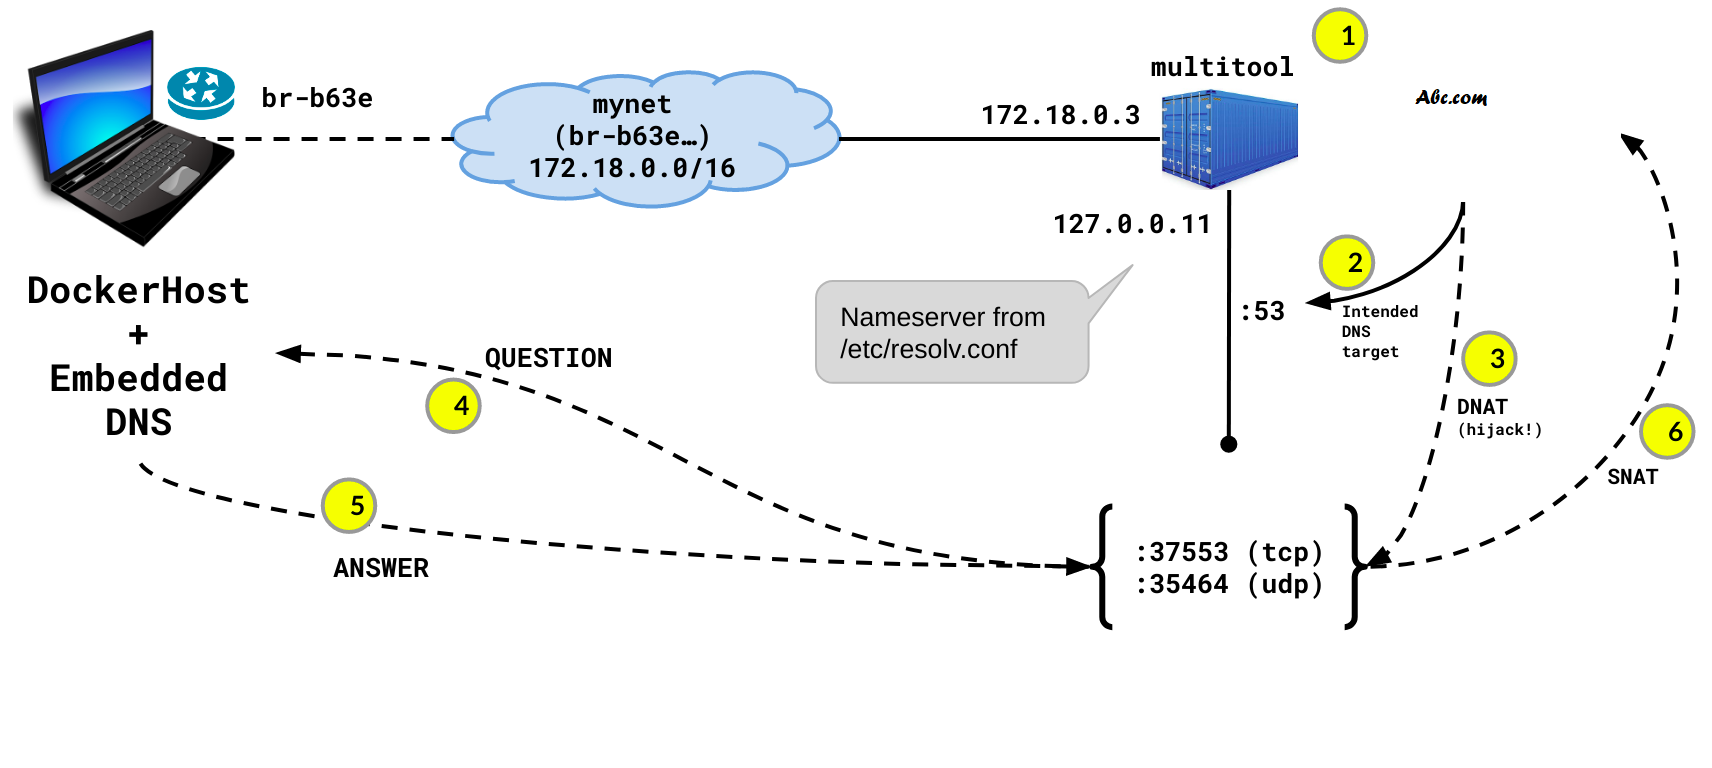 1
multitool
br-b63e
mynet
(br-b63e…)
172.18.0.0/16
172.18.0.3
Abc.com
127.0.0.11
2
:53
Intended
DNS
target
Nameserver from
/etc/resolv.conf
DockerHost
+
Embedded
DNS
QUESTION
4
3
DNAT
(hijack!)
6
SNAT
5
ANSWER
:37553 (tcp)
:35464 (udp)